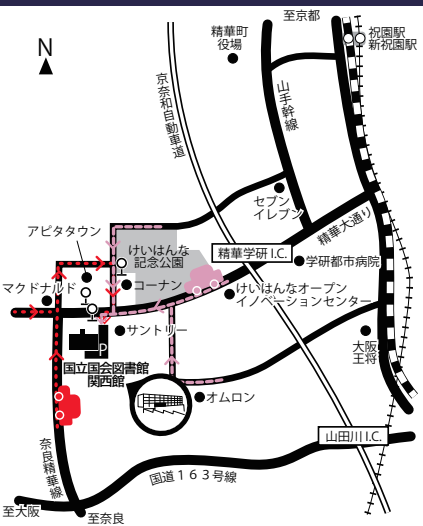 至京都
N
精華町
役場
祝園駅
新祝園駅
京奈和自動車道
山手幹線
セブン
イレブン
精華大通り
アピタタウン
けいはんな
記念公園
精華学研I.C.
学研都市病院
マクドナルド
コーナン
けいはんなオープン
イノベーションセンター
サントリー
P
大阪
王将
国立国会図書館
関西館
オムロン
山田川I.C.
奈良精華線
国道163号線
至大阪
至奈良